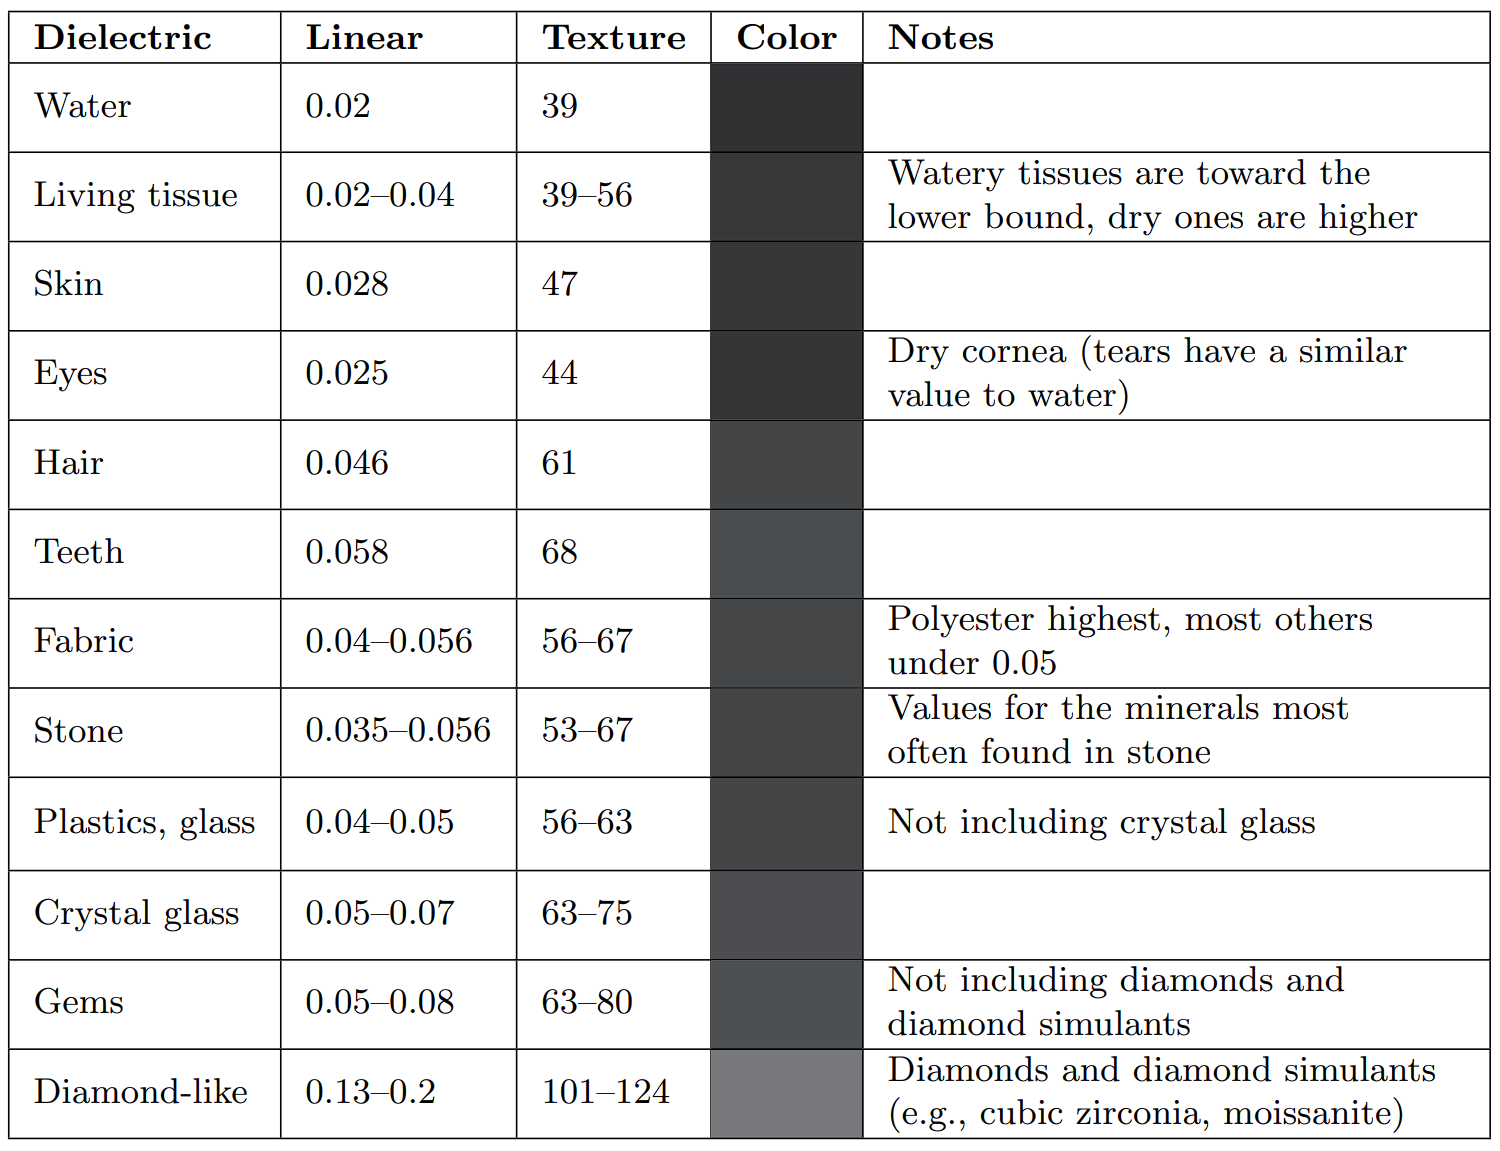 Dielectric Linear Texture Color Notes
Water 0.02 39
Living tissue 0.02–0.04 39–56 Watery tissues are toward the
lower bound, dry ones are higher
Skin 0.028 47
Eyes 0.025 44 Dry cornea (tears have a similar
value to water)
Hair 0.046 61
Teeth 0.058 68
Fabric 0.04–0.056 56–67 Polyester highest, most others
under 0.05
Stone 0.035–0.056 53–67 Values for the minerals most
often found in stone
Plastics, glass 0.04–0.05 56–63 Not including crystal glass
Crystal glass 0.05–0.07 63–75
Gems 0.05–0.08 63–80 Not including diamonds and
diamond simulants
Diamond-like 0.13–0.2 101–124 Diamonds and diamond simulants
(e.g., cubic zirconia, moissanite)